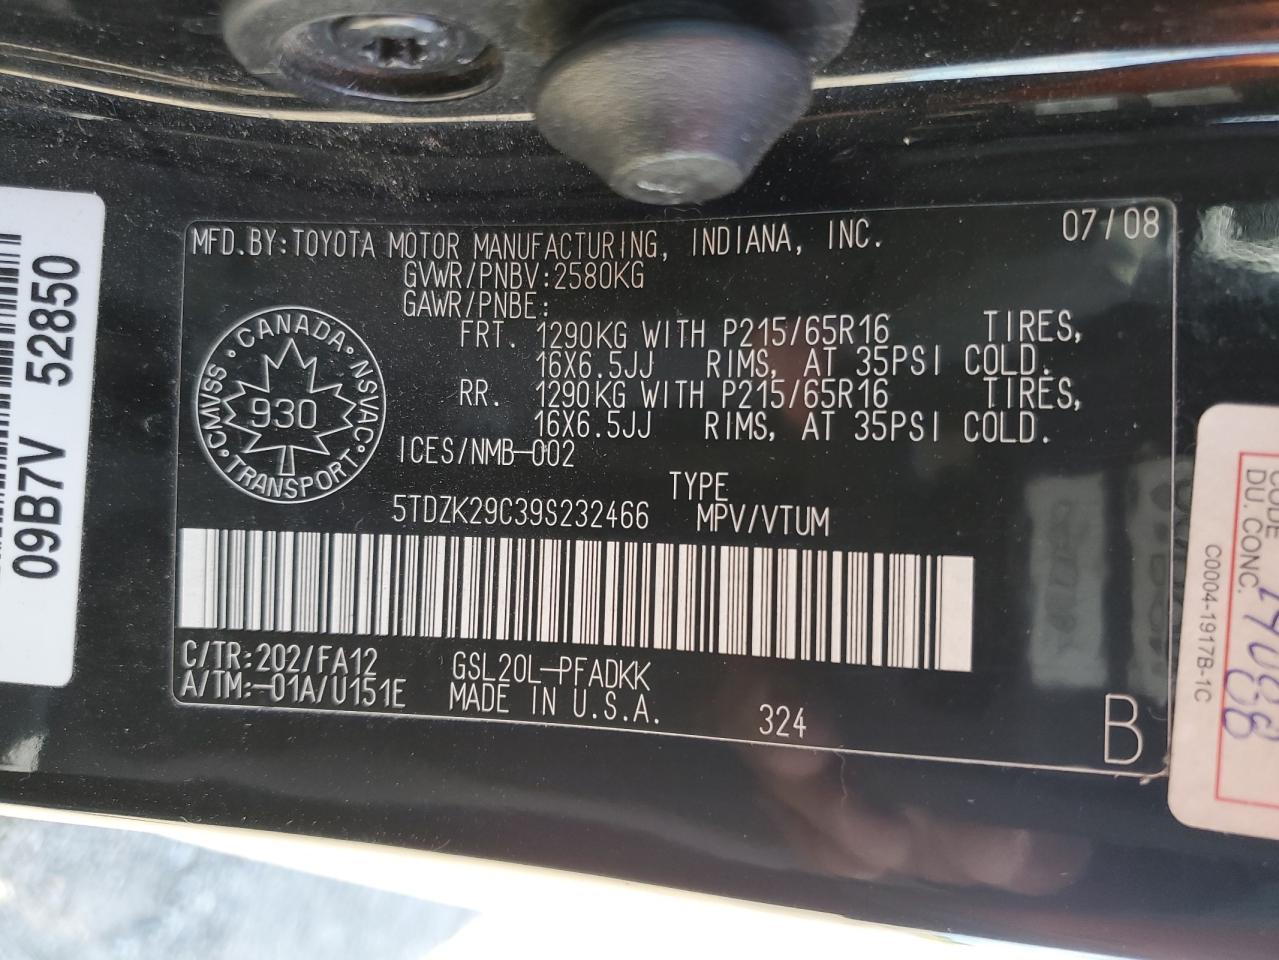 MFD.BY:TOYOTA MOTOR MANUFACTURING, INDIANA, INC. 07/08
GVWR/PNBV:2580KG
GAWR/PNBE:
FRT. 1290KG WITH P215/65R16 TIRES,
16X6.5JJ RIMS, AT 35PSI COLD.
RR. 1290KG WITH P215/65R16 TIRES,
16X6.5JJ RIMS, AT 35PSI COLD.
ICES/NMB-002
CANADA
CMVSS · NSVAC
930
TRANSPORT
TYPE
5TDZK29C39S232466 MPV/VTUM
C/TR:202/FA12 GSL20L-PFADKK
A/TM:-01A/U151E MADE IN U.S.A.
324
B
09B7V 52850
CODE
DU.CONC.
C0004-1917B-1C